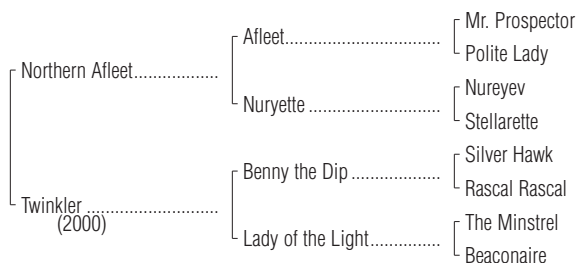 Mr. Prospector
Afleet..................................
Polite Lady
Northern Afleet..................
Nureyev
Nuryette ............................
Stellarette
Silver Hawk
Benny the Dip ...................
Rascal Rascal
Twinkler ............................
(2000)
The Minstrel
Lady of the Light...............
Beaconaire